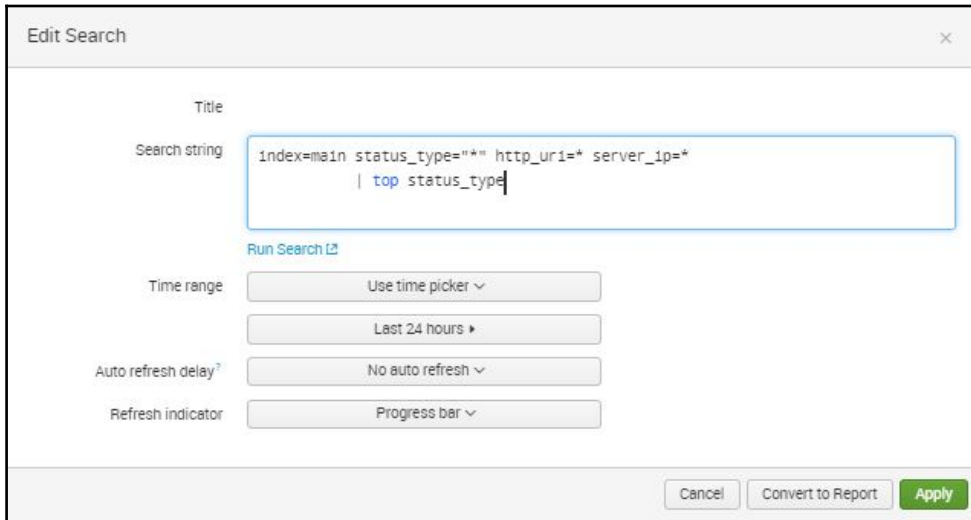 Edit Search
Title
Search string
index=main status_type="*" http_uri=* server_ip=*
| top status_type
Run Search
Time range
Use time picker
Last 24 hours
Auto refresh delay?
No auto refresh
Refresh indicator
Progress bar
Cancel
Convert to Report
Apply